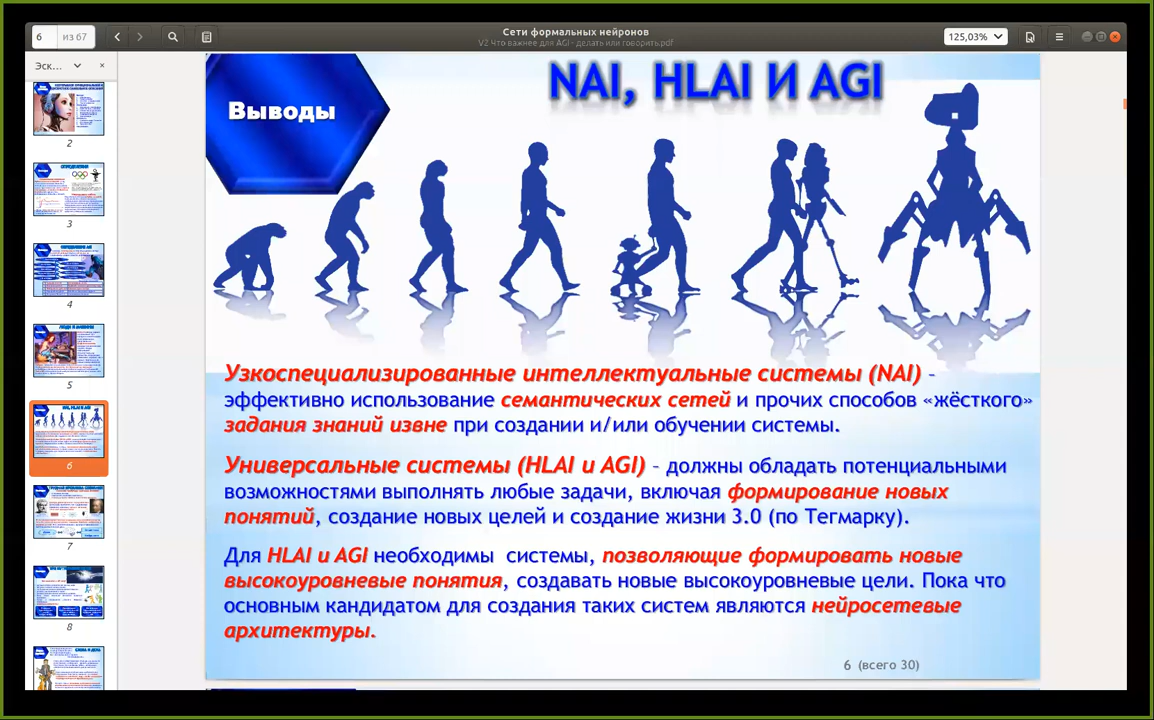 6
из 67
Сети формальных нейронов
V2.Что важнее для AGI - делать или говорить.pdf
125,03%
Эск…
2
3
4
5
6
7
8
Выводы
NAI, HLAI И AGI
Узкоспециализированные интеллектуальные системы (NAI) –
эффективно использование семантических сетей и прочих способов «жёсткого»
задания знаний извне при создании и/или обучении системы.
Универсальные системы (HLAI и AGI) – должны обладать потенциальными
возможностями выполнять любые задачи, включая формирование новых
понятий, создание новых целей и создание жизни 3.0 (по Тегмарку).
Для HLAI и AGI необходимы системы, позволяющие формировать новые
высокоуровневые понятия, создавать новые высокоуровневые цели. Пока что
основным кандидатом для создания таких систем являются нейросетевые
архитектуры.
6 (всего 30)